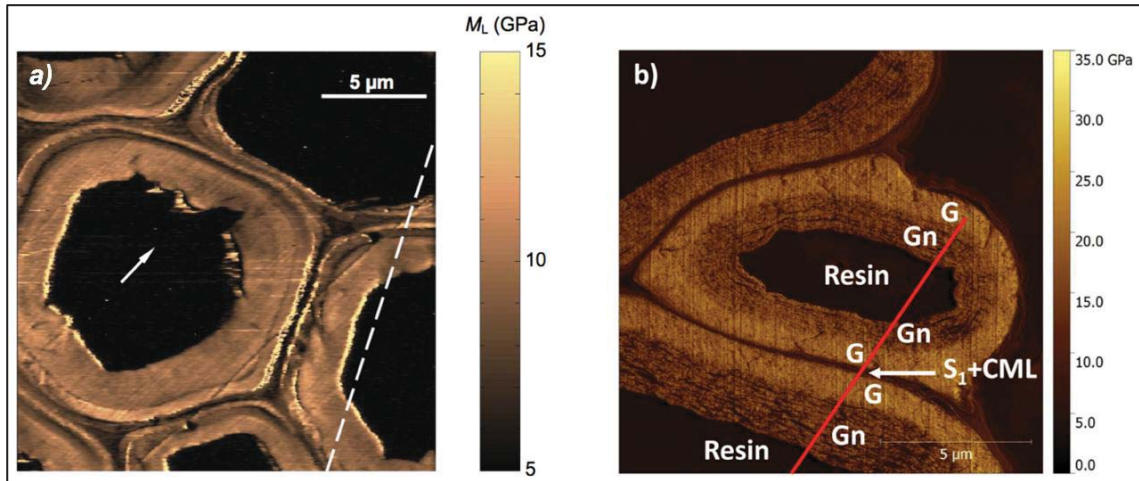 a)
5 µm
M_L (GPa)
15
10
5
b)
G
Gn
Resin
Gn
G
S₁+CML
G
Gn
Resin
5 µm
35.0 GPa
30.0
25.0
20.0
15.0
10.0
5.0
0.0